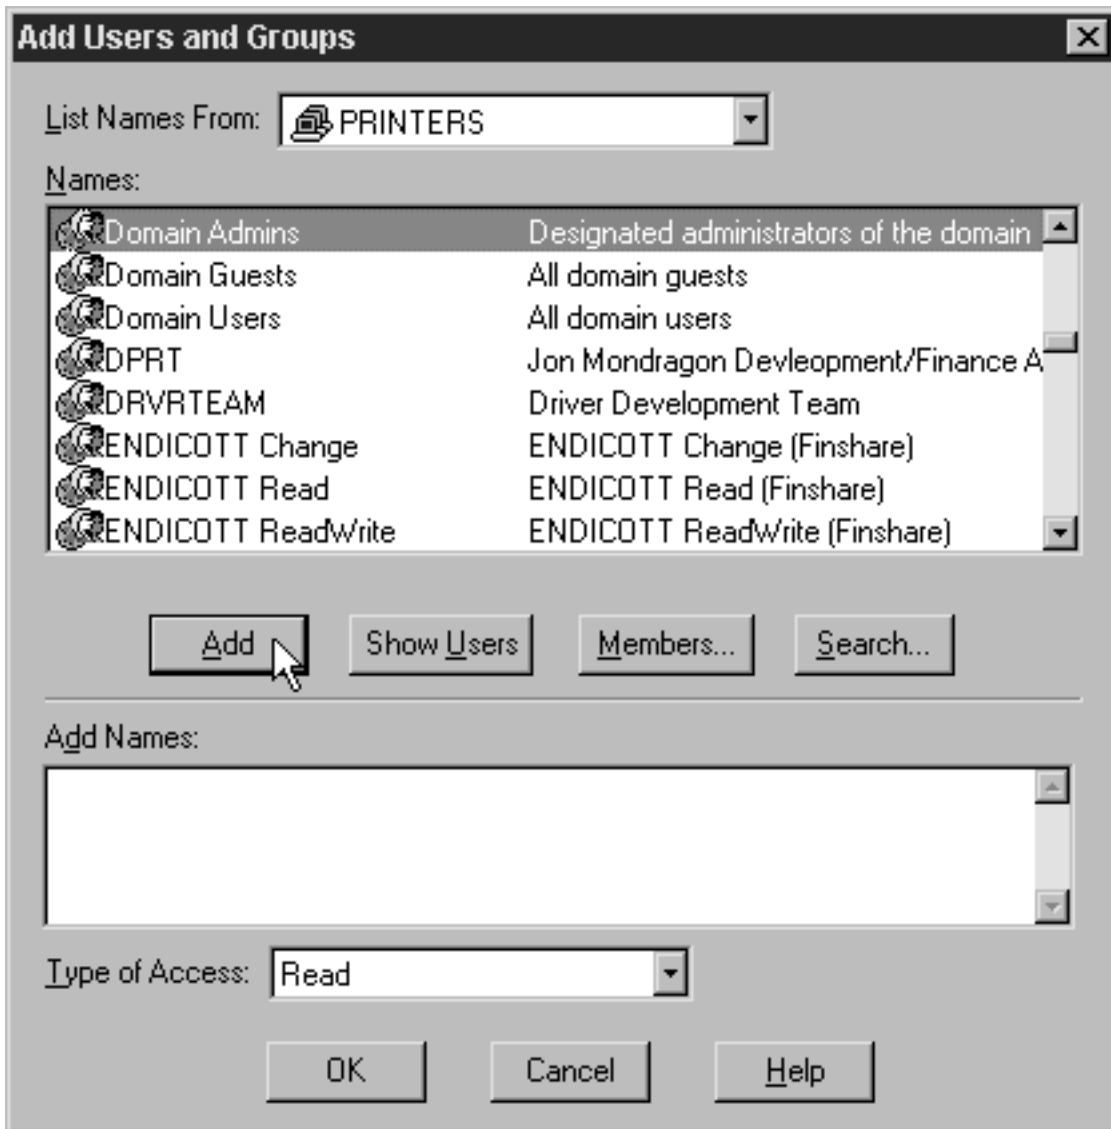 Add Users and Groups
List Names From: PRINTERS
Names:
Domain Admins Designated administrators of the domain
Domain Guests All domain guests
Domain Users All domain users
DPRT Jon Mondragon Devleopment/Finance A
DRVRTEAM Driver Development Team
ENDICOTT Change ENDICOTT Change (Finshare)
ENDICOTT Read ENDICOTT Read (Finshare)
ENDICOTT ReadWrite ENDICOTT ReadWrite (Finshare)
Add Show Users Members... Search...
Add Names:
Type of Access: Read
OK Cancel Help